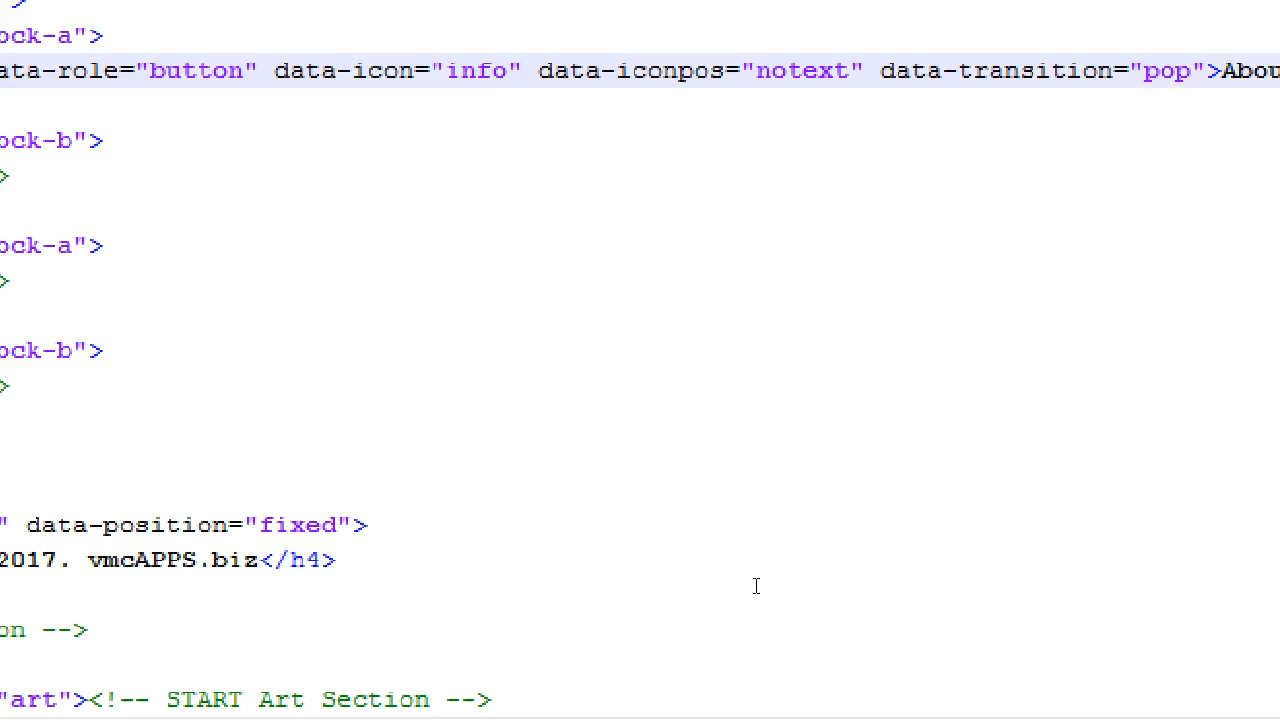 >
ock-a">
ata-role="button" data-icon="info" data-iconpos="notext" data-transition="pop">Abou
ock-b">
>
ock-a">
>
ock-b">
>
" data-position="fixed">
2017. vmcAPPS.biz</h4>
on -->
"art"><!-- START Art Section -->